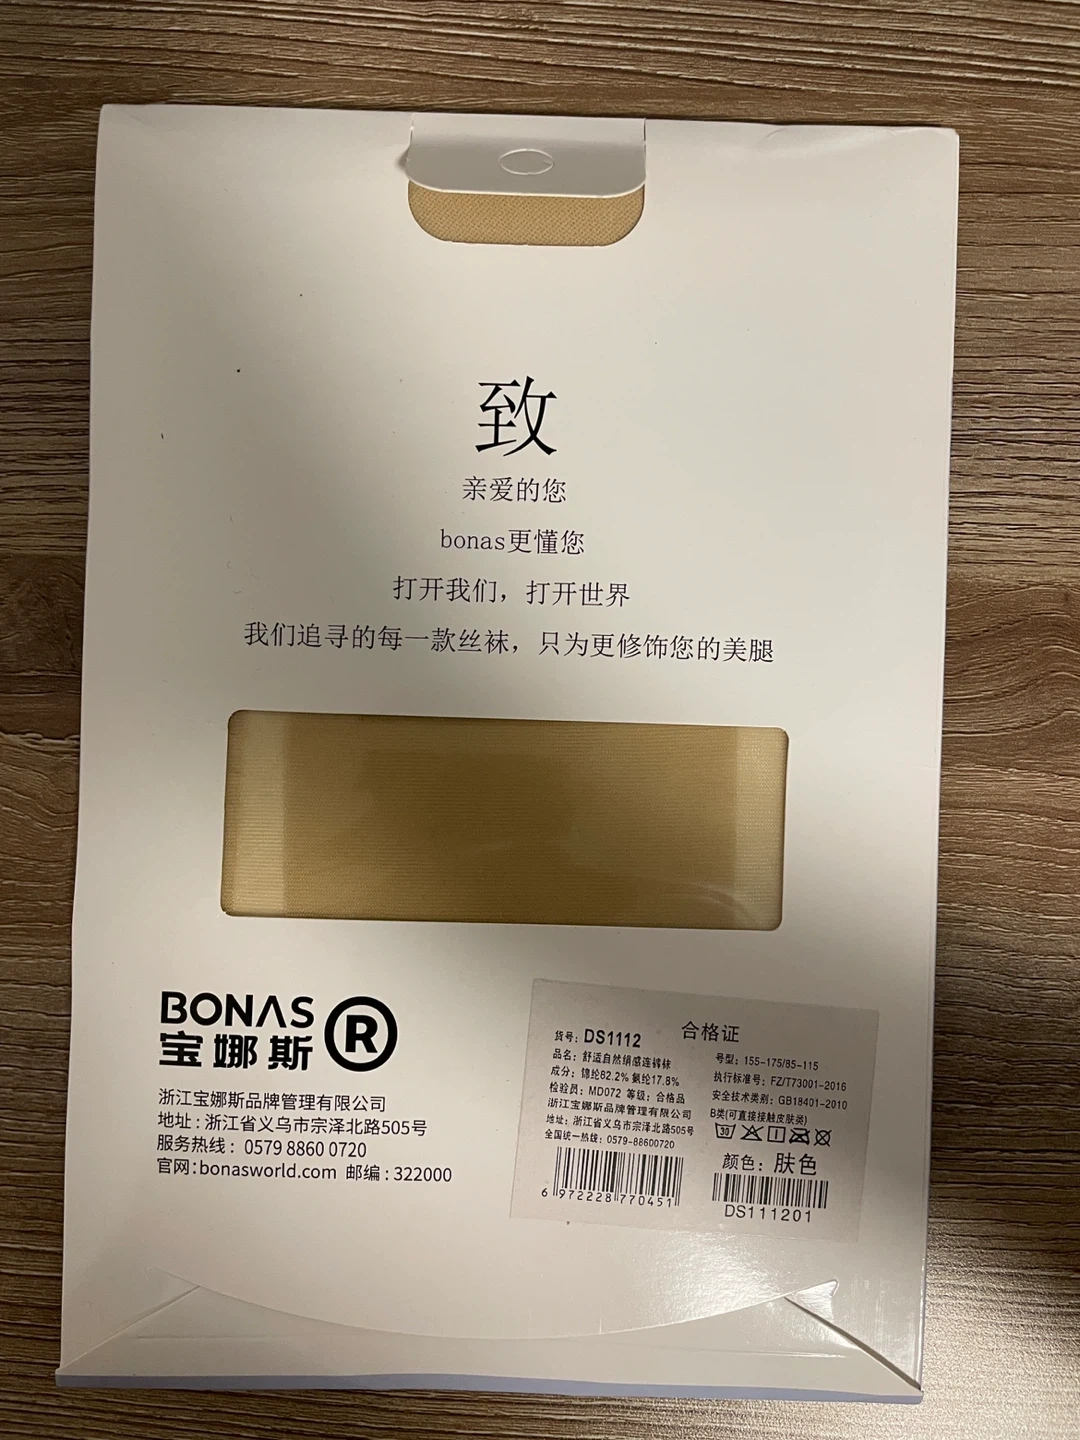 致
亲爱的您
bonas更懂您
打开我们，打开世界
我们追寻的每一款丝袜，只为更修饰您的美腿
BONAS
宝娜斯
®
浙江宝娜斯品牌管理有限公司
地址：浙江省义乌市宗泽北路505号
服务热线：0579 8860 0720
官网：bonasworld.com 邮编：322000
合格证
货号：DS1112
品名：舒适自然绢感连裤袜
成分：锦纶82.2% 氨纶17.8%
检验员：MD072 等级：合格品
浙江宝娜斯品牌管理有限公司
地址：浙江省义乌市宗泽北路505号
全国统一热线：0579-88600720
6 972228 770451
号型：155-175/85-115
执行标准号：FZ/T73001-2016
安全技术类别：GB18401-2010
B类(可直接接触皮肤类)
30
颜色：肤色
DS111201